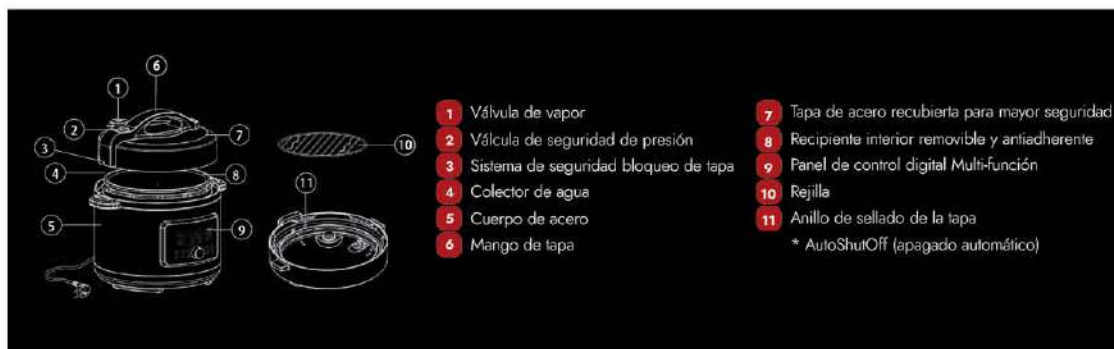 6
1
2
7
3
10
4
8
11
5
9
1 Válvula de vapor
2 Válcula de seguridad de presión
3 Sistema de seguridad bloqueo de tapa
4 Colector de agua
5 Cuerpo de acero
6 Mango de tapa
7 Tapa de acero recubierta para mayor seguridad
8 Recipiente interior removible y antiadherente
9 Panel de control digital Multi-función
10 Rejilla
11 Anillo de sellado de la tapa
* AutoShutOff (apagado automático)